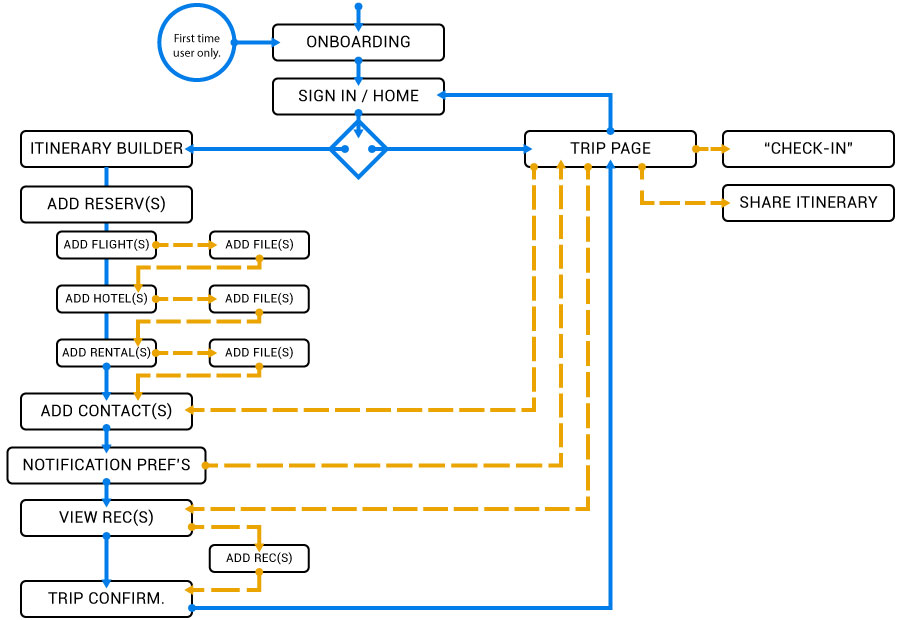 First time
user only.
ONBOARDING
SIGN IN / HOME
ITINERARY BUILDER
TRIP PAGE
“CHECK-IN”
ADD RESERV(S)
SHARE ITINERARY
ADD FLIGHT(S)
ADD FILE(S)
ADD HOTEL(S)
ADD FILE(S)
ADD RENTAL(S)
ADD FILE(S)
ADD CONTACT(S)
NOTIFICATION PREF'S
VIEW REC(S)
ADD REC(S)
TRIP CONFIRM.